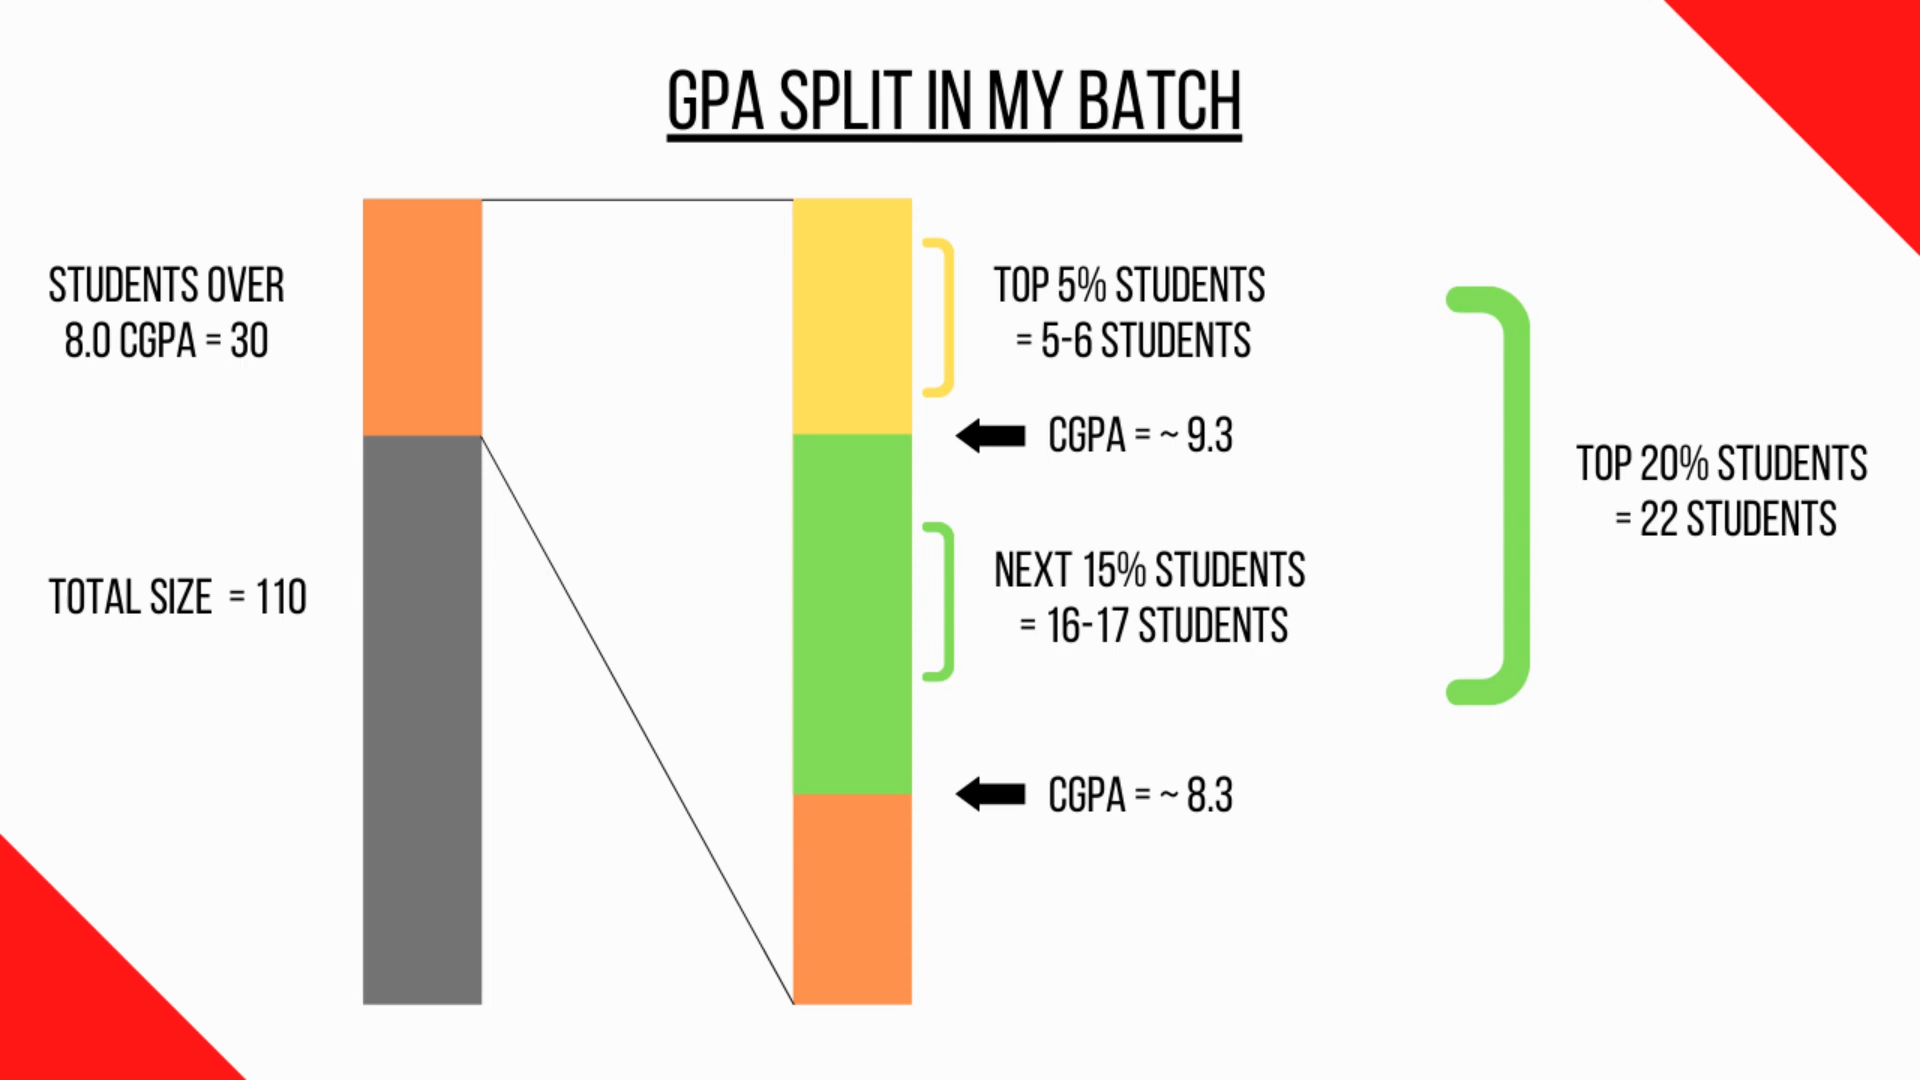 GPA SPLIT IN MY BATCH
STUDENTS OVER
8.0 CGPA = 30
TOTAL SIZE = 110
TOP 5% STUDENTS
= 5-6 STUDENTS
CGPA = ~ 9.3
NEXT 15% STUDENTS
= 16-17 STUDENTS
CGPA = ~ 8.3
TOP 20% STUDENTS
= 22 STUDENTS